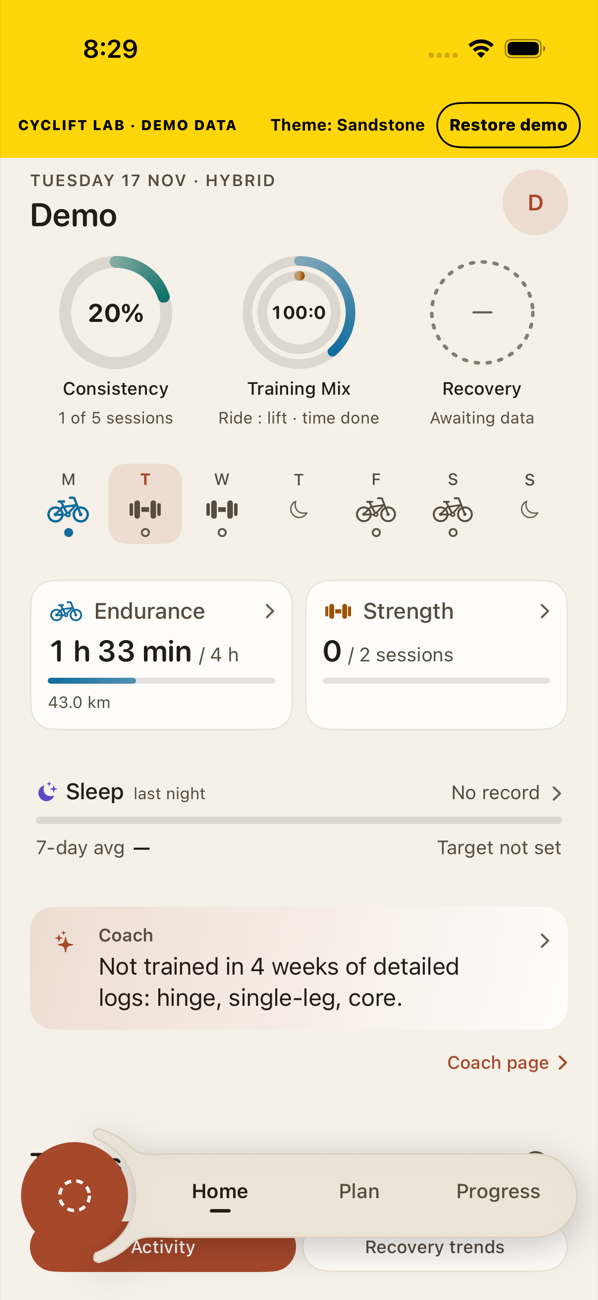 8:29
CYCLIFT LAB · DEMO DATA
Theme: Sandstone
Restore demo
TUESDAY 17 NOV · HYBRID
Demo
D
20%
100:0
—
Consistency
Training Mix
Recovery
1 of 5 sessions
Ride : lift · time done
Awaiting data
M T W T F S S
Endurance
1 h 33 min / 4 h
43.0 km
Strength
0 / 2 sessions
Sleep last night
No record
7-day avg —
Target not set
Coach
Not trained in 4 weeks of detailed
logs: hinge, single-leg, core.
Coach page
Home
Plan
Progress
Activity
Recovery trends